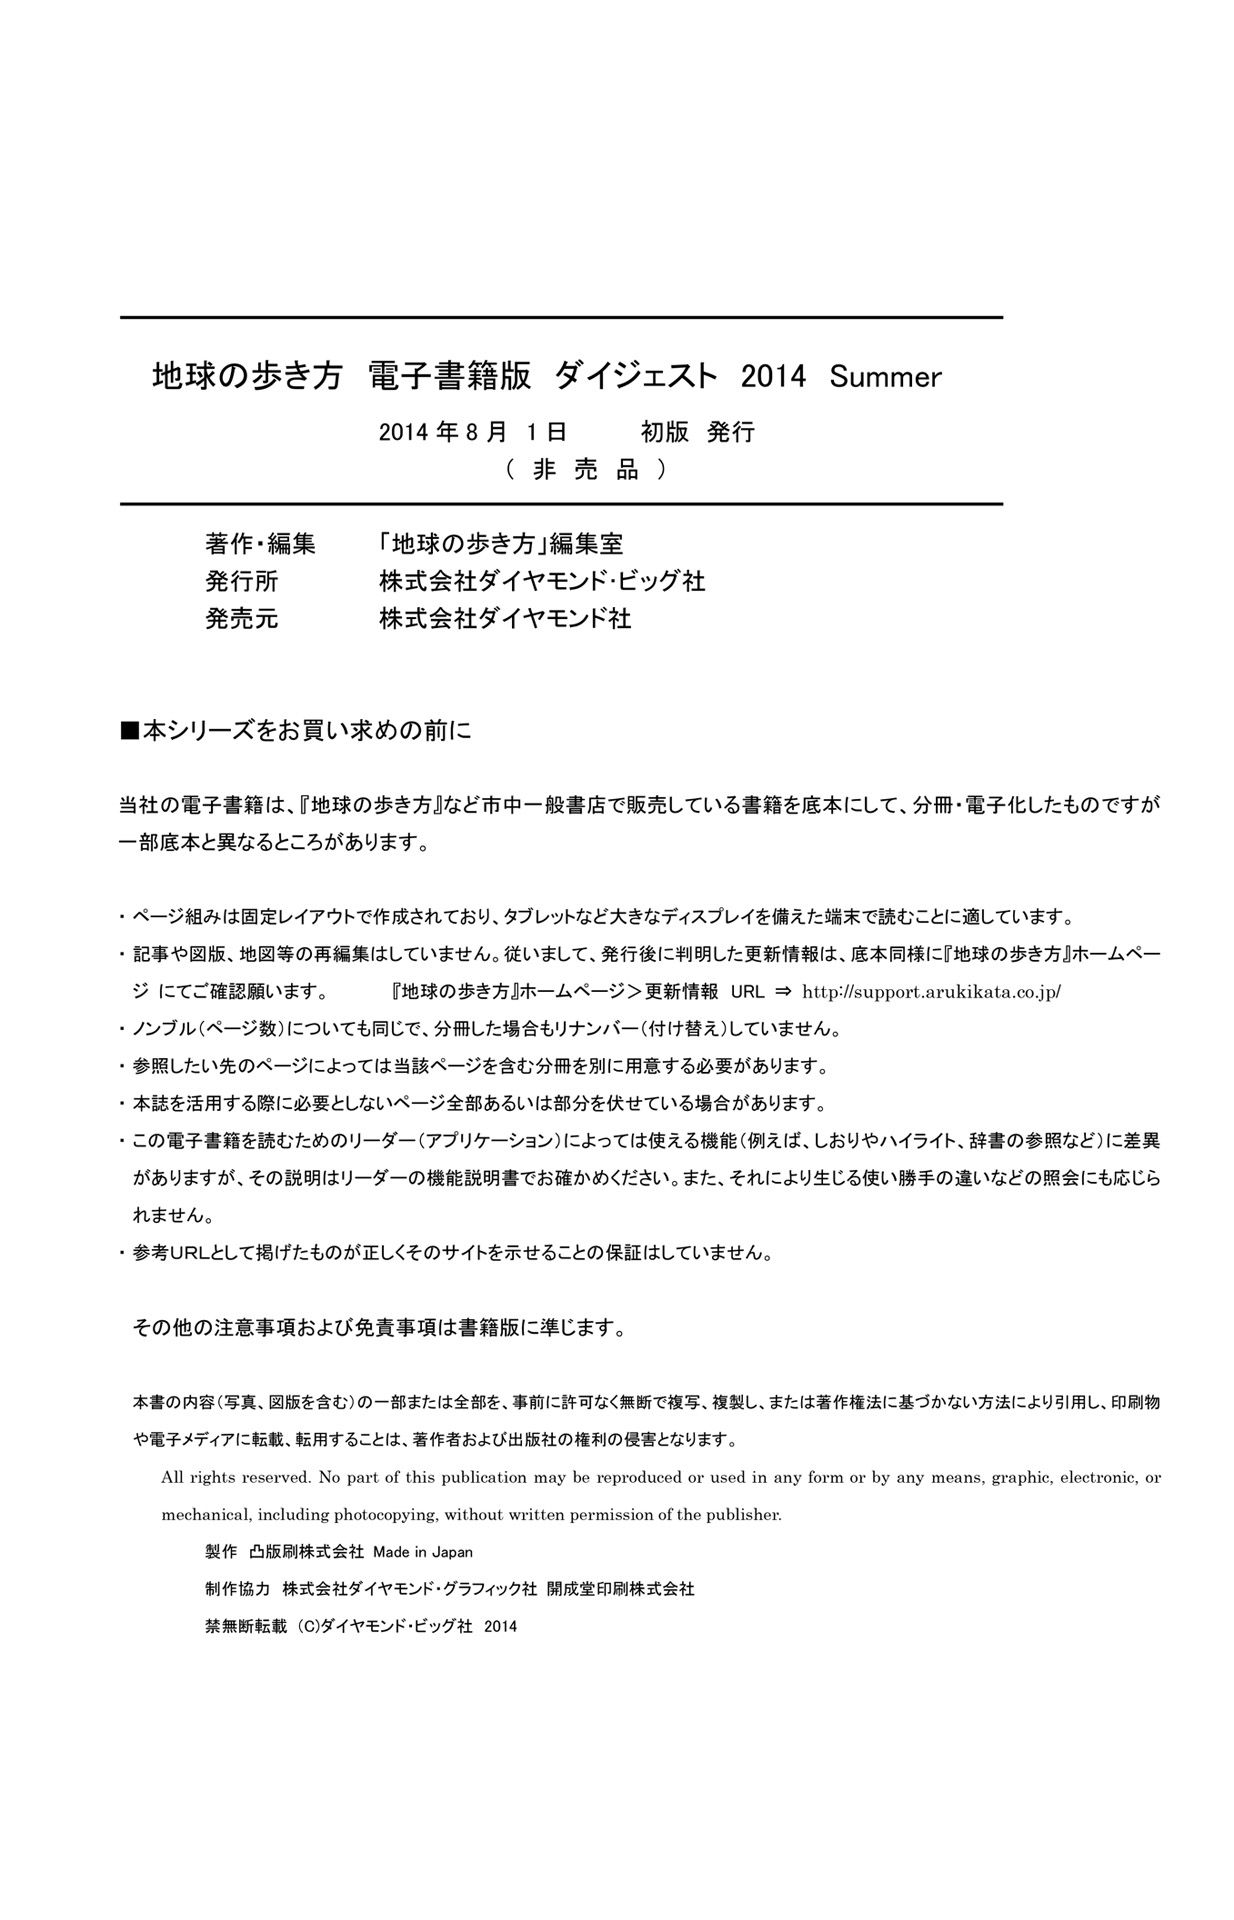 地球の歩き方　電子書籍版　ダイジェスト　2014　Summer
2014 年 8 月　1 日　　　初版　発行
（ 非 売 品 ）
著作・編集　　「地球の歩き方」編集室
発行所　　株式会社ダイヤモンド・ビッグ社
発売元　　株式会社ダイヤモンド社
■本シリーズをお買い求めの前に
当社の電子書籍は、『地球の歩き方』など市中一般書店で販売している書籍を底本にして、分冊・電子化したものですが
一部底本と異なるところがあります。
・ ページ組みは固定レイアウトで作成されており、タブレットなど大きなディスプレイを備えた端末で読むことに適しています。
・ 記事や図版、地図等の再編集はしていません。従いまして、発行後に判明した更新情報は、底本同様に『地球の歩き方』ホームペー
ジ にてご確認願います。　　　『地球の歩き方』ホームページ＞更新情報　URL ⇒ http://support.arukikata.co.jp/
・ ノンブル（ページ数）についても同じで、分冊した場合もリナンバー（付け替え）していません。
・ 参照したい先のページによっては当該ページを含む分冊を別に用意する必要があります。
・ 本誌を活用する際に必要としないページ全部あるいは部分を伏せている場合があります。
・ この電子書籍を読むためのリーダー（アプリケーション）によっては使える機能（例えば、しおりやハイライト、辞書の参照など）に差異
がありますが、その説明はリーダーの機能説明書でお確かめください。また、それにより生じる使い勝手の違いなどの照会にも応じら
れません。
・ 参考URLとして掲げたものが正しくそのサイトを示せることの保証はしていません。
その他の注意事項および免責事項は書籍版に準じます。
本書の内容（写真、図版を含む）の一部または全部を、事前に許可なく無断で複写、複製し、または著作権法に基づかない方法により引用し、印刷物
や電子メディアに転載、転用することは、著作者および出版社の権利の侵害となります。
All rights reserved. No part of this publication may be reproduced or used in any form or by any means, graphic, electronic, or
mechanical, including photocopying, without written permission of the publisher.
製作　凸版刷株式会社 Made in Japan
制作協力　株式会社ダイヤモンド・グラフィック社 開成堂印刷株式会社
禁無断転載　(C)ダイヤモンド・ビッグ社　2014